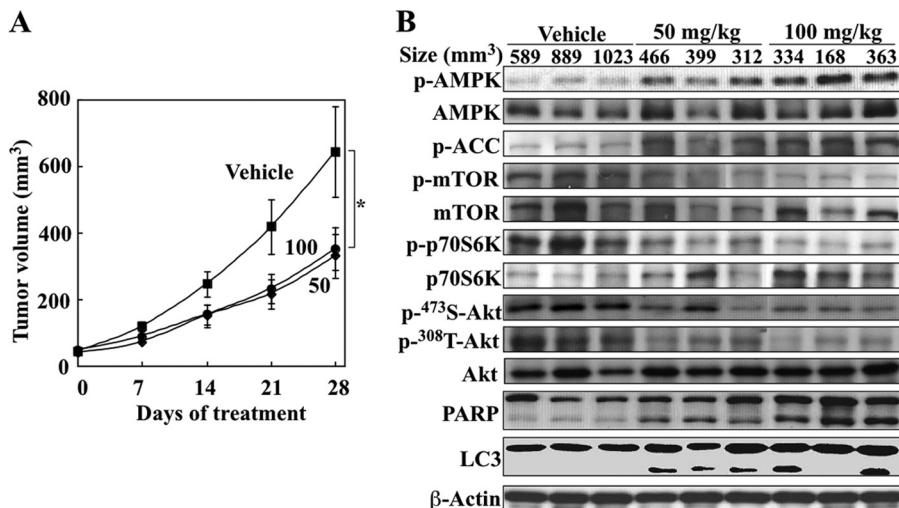 A
Tumor volume (mm³)
800
600
400
200
0
Vehicle
100
50
*
0 7 14 21 28
Days of treatment
B
Vehicle 50 mg/kg 100 mg/kg
Size (mm³) 589 889 1023 466 399 312 334 168 363
p-AMPK
AMPK
p-ACC
p-mTOR
mTOR
p-p70S6K
p70S6K
p-⁴⁷³S-Akt
p-³⁰⁸T-Akt
Akt
PARP
LC3
β-Actin